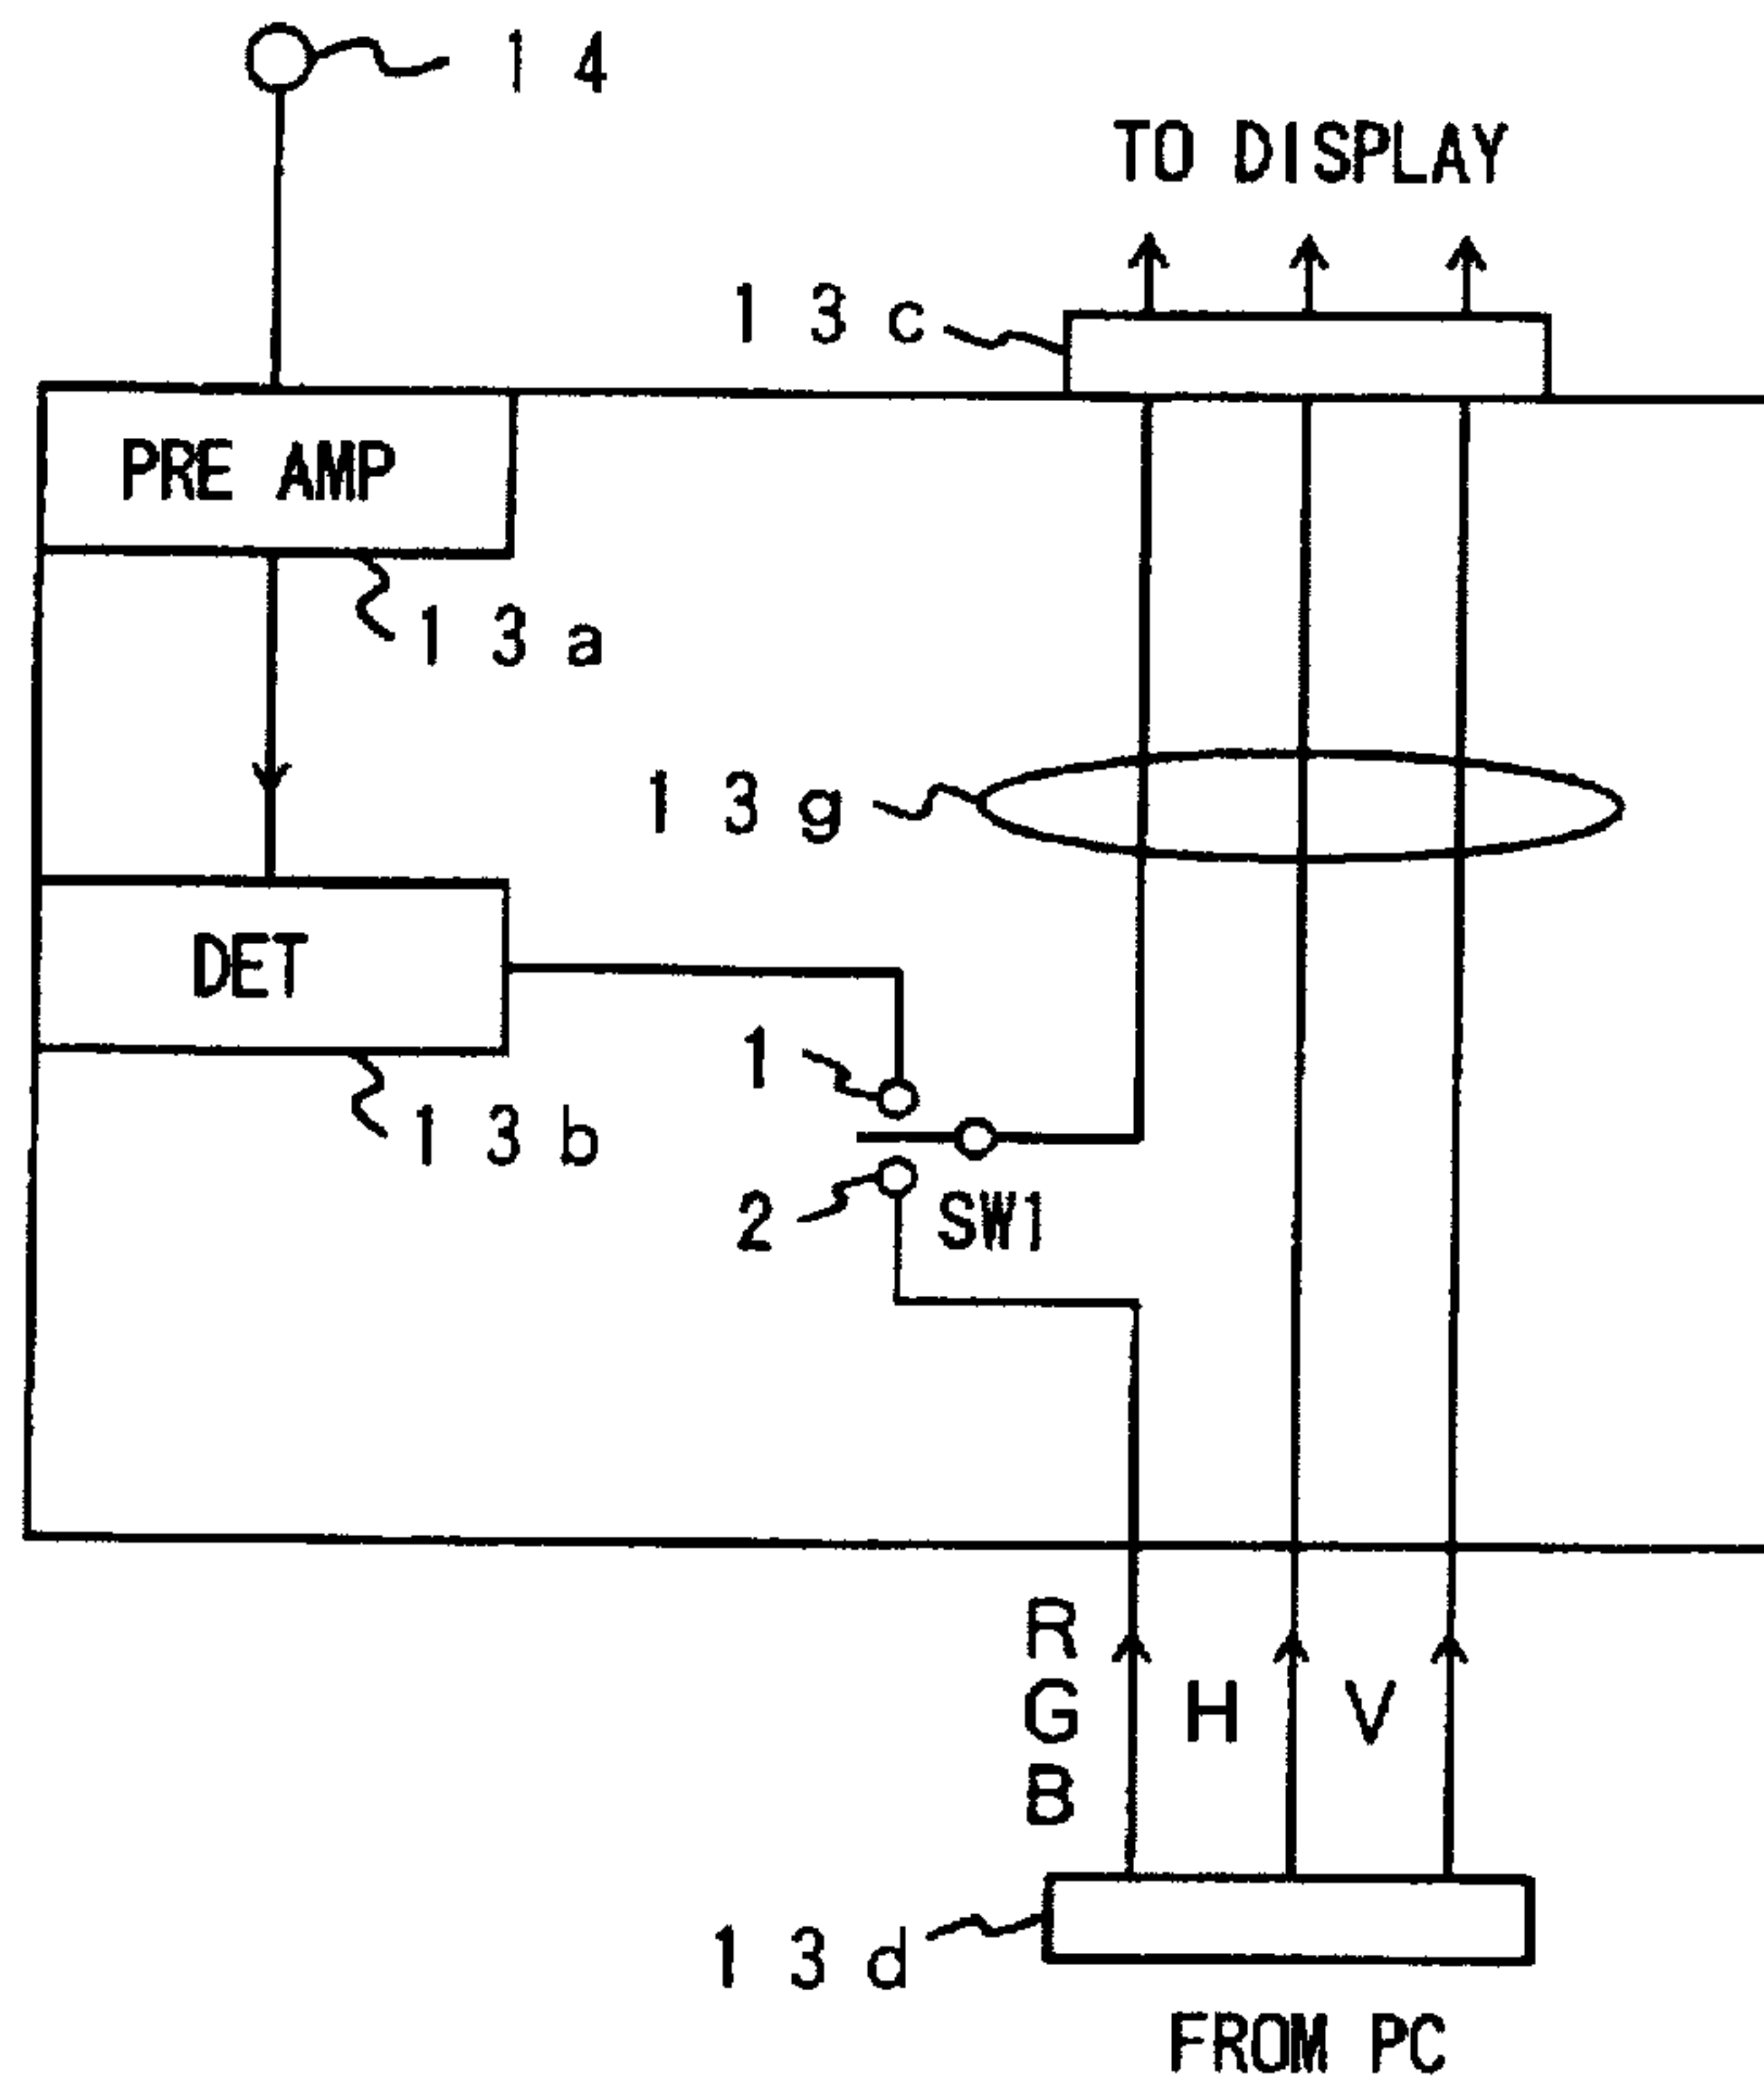 14
TO DISPLAY
13c
PRE AMP
13a
13g
DET
1
13b
2
SW1
R
G
B
H
V
13d
FROM PC